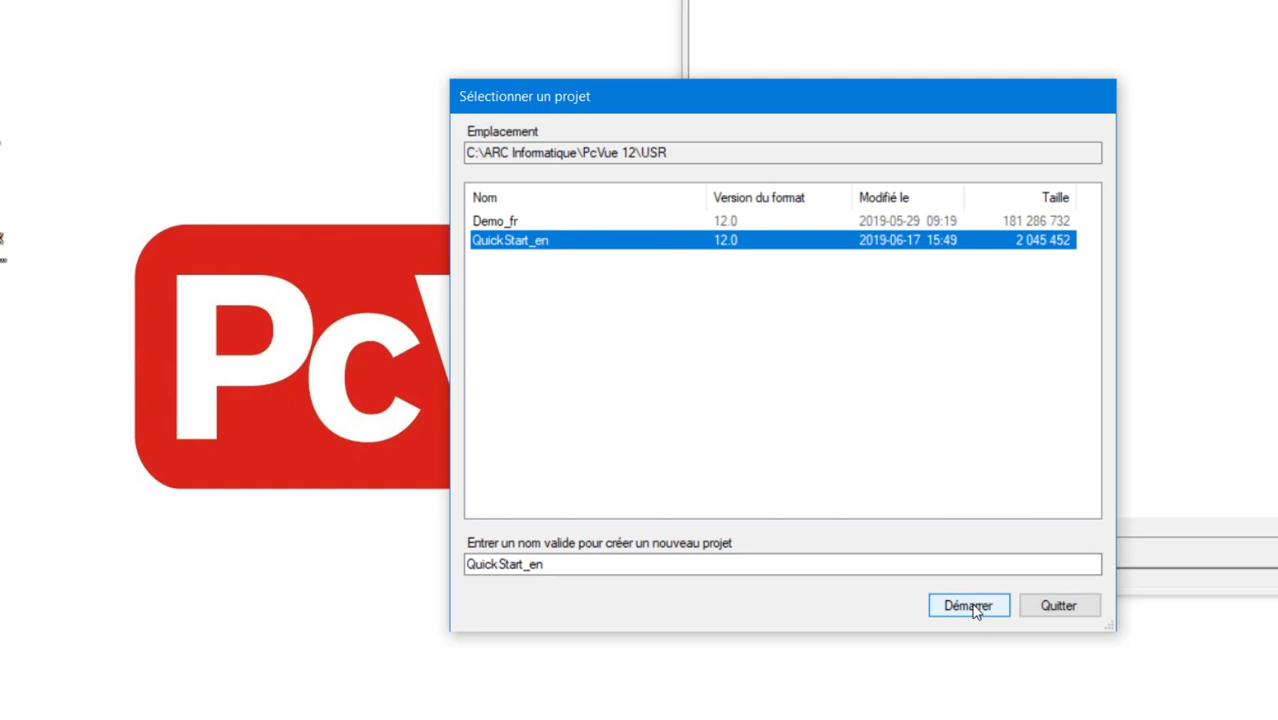 Sélectionner un projet
Emplacement
C:\ARC Informatique\PcVue 12\USR
Nom Version du format Modifié le Taille
Demo_fr 12.0 2019-05-29 09:19 181 286 732
QuickStart_en 12.0 2019-06-17 15:49 2 045 452
Pc
Entrer un nom valide pour créer un nouveau projet
QuickStart_en
Démarrer Quitter